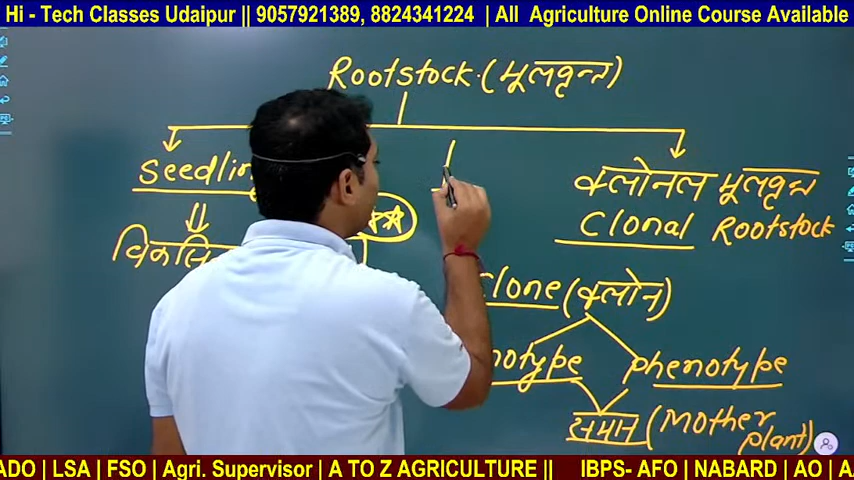 Hi - Tech Classes Udaipur || 9057921389, 8824341224 | All Agriculture Online Course Available
Rootstock (मूलवृन्त)
क्लोनल मूलवृन्त
Clonal Rootstock
Clone (क्लोन)
phenotype
समान (Mother plant)
ADO | LSA | FSO | Agri. Supervisor | A TO Z AGRICULTURE || IBPS- AFO | NABARD | AO |